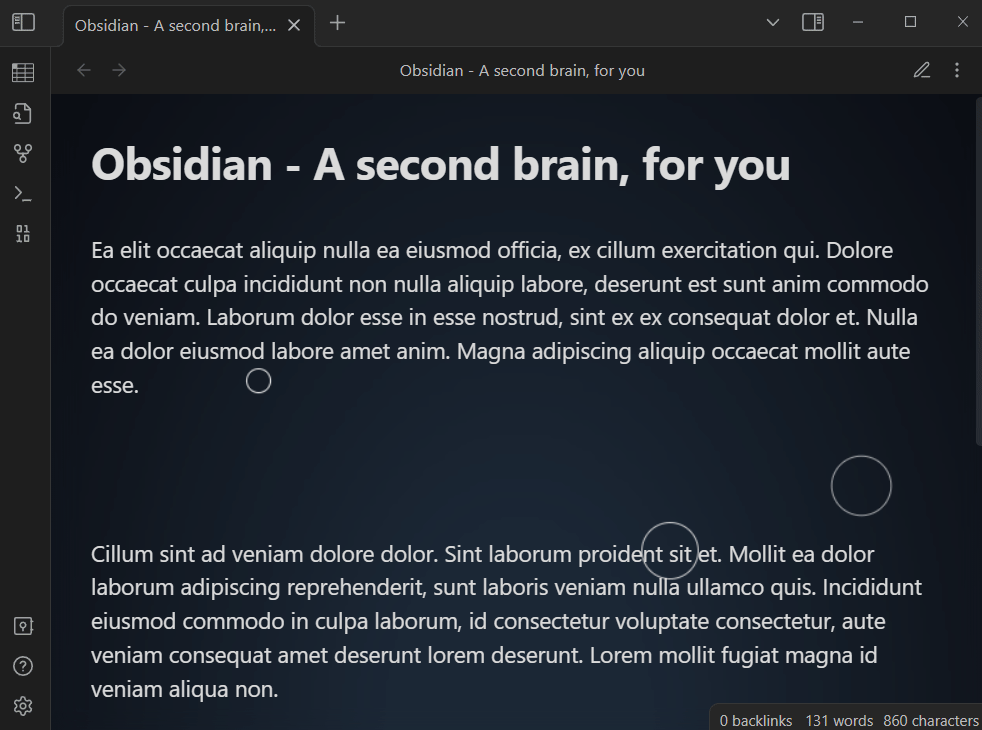 Obsidian - A second brain,...
Obsidian - A second brain, for you
Obsidian - A second brain, for you
Ea elit occaecat aliquip nulla ea eiusmod officia, ex cillum exercitation qui. Dolore
occaecat culpa incididunt non nulla aliquip labore, deserunt est sunt anim commodo
do veniam. Laborum dolor esse in esse nostrud, sint ex ex consequat dolor et. Nulla
ea dolor eiusmod labore amet anim. Magna adipiscing aliquip occaecat mollit aute
esse.
Cillum sint ad veniam dolore dolor. Sint laborum proident sit et. Mollit ea dolor
laborum adipiscing reprehenderit, sunt laboris veniam nulla ullamco quis. Incididunt
eiusmod commodo in culpa laborum, id consectetur voluptate consectetur, aute
veniam consequat amet deserunt lorem deserunt. Lorem mollit fugiat magna id
veniam aliqua non.
0 backlinks 131 words 860 characters